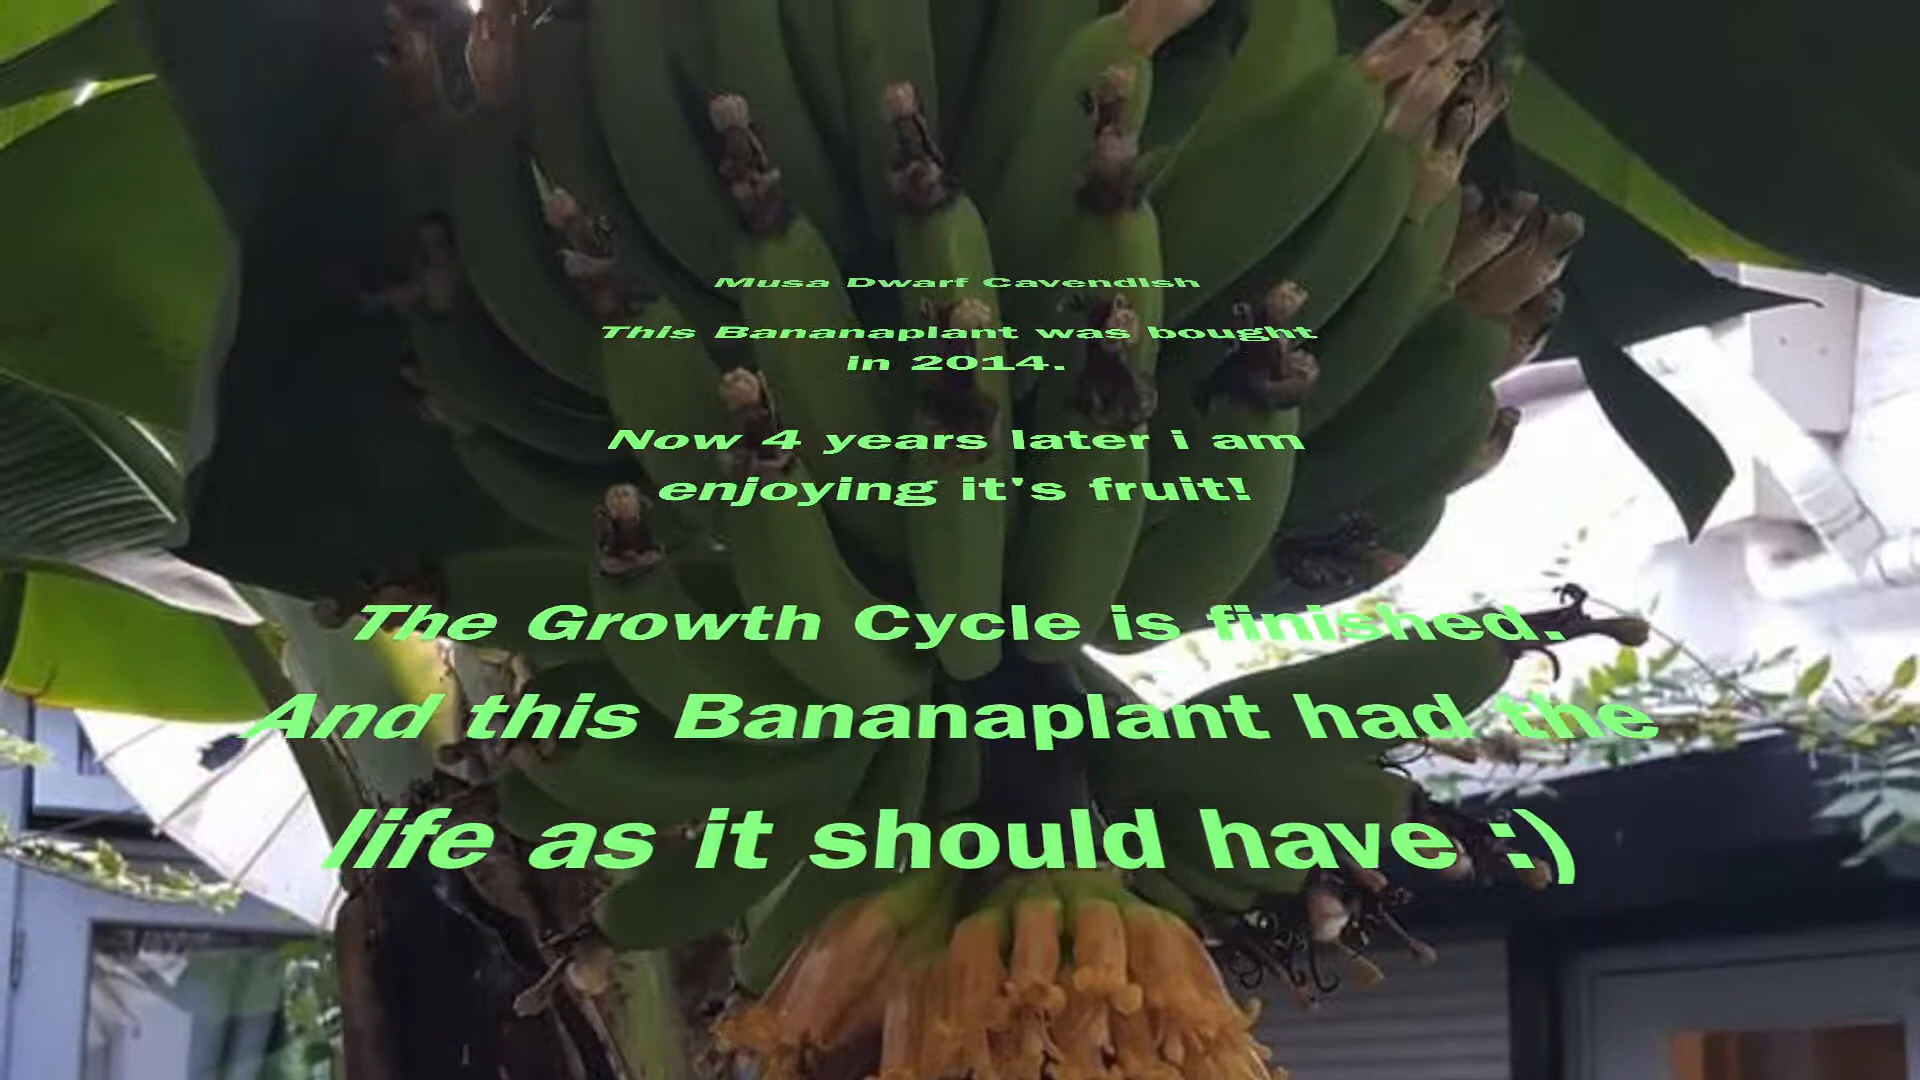 Musa Dwarf Cavendish
This Bananaplant was bought
in 2014.
Now 4 years later i am
enjoying it's fruit!
The Growth Cycle is finished.
And this Bananaplant had the
life as it should have :)